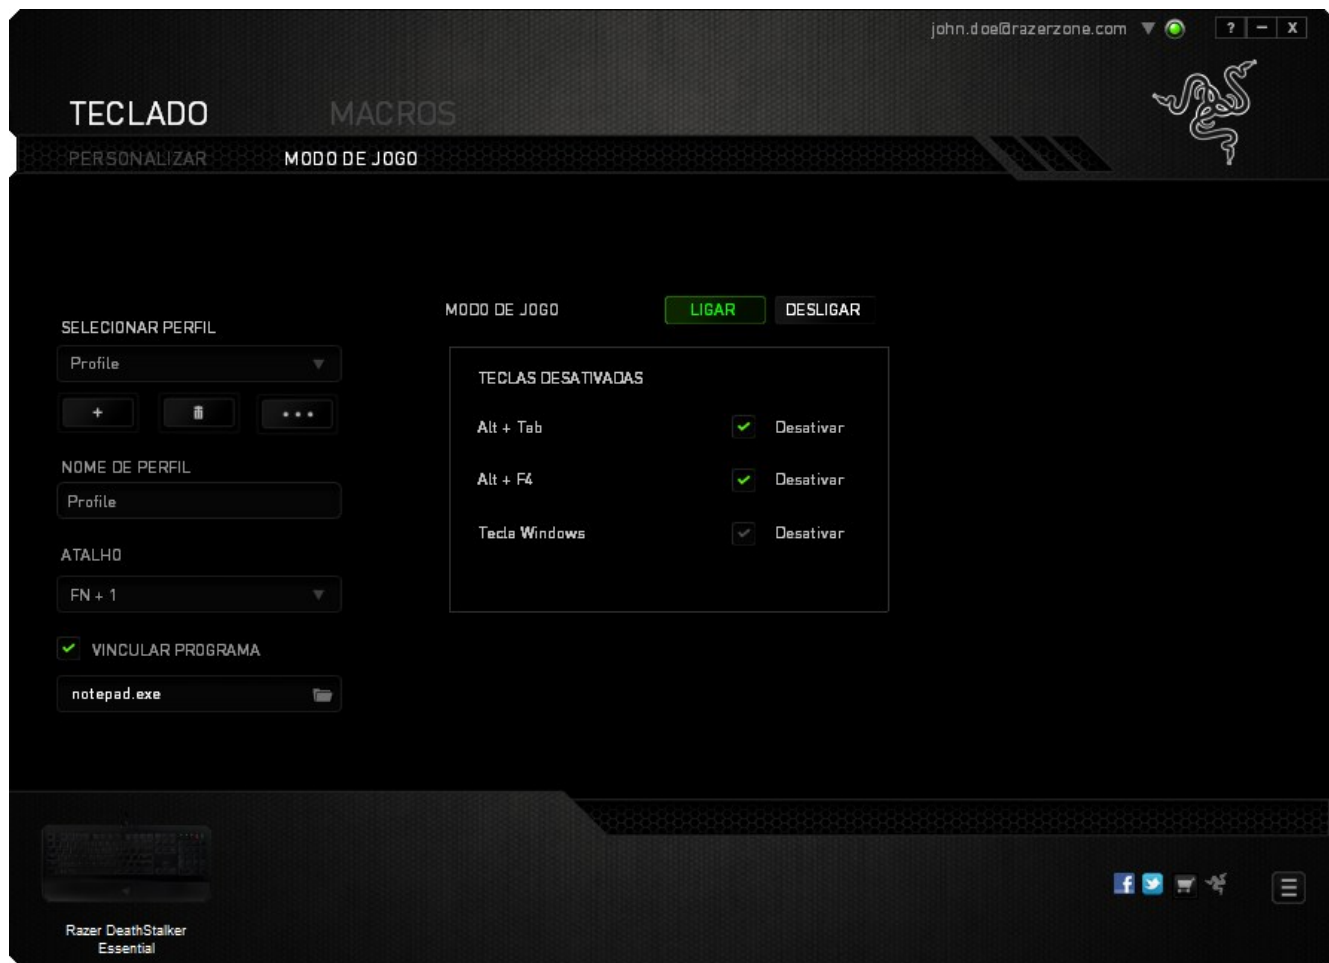 john.doe@razerzone.com
? – X
TECLADO MACROS
PERSONALIZAR MODO DE JOGO
MODO DE JOGO LIGAR DESLIGAR
SELECIONAR PERFIL
Profile
+
NOME DE PERFIL
Profile
ATALHO
FN + 1
VINCULAR PROGRAMA
notepad.exe
TECLAS DESATIVADAS
Alt + Tab Desativar
Alt + F4 Desativar
Tecla Windows Desativar
Razer DeathStalker
Essential